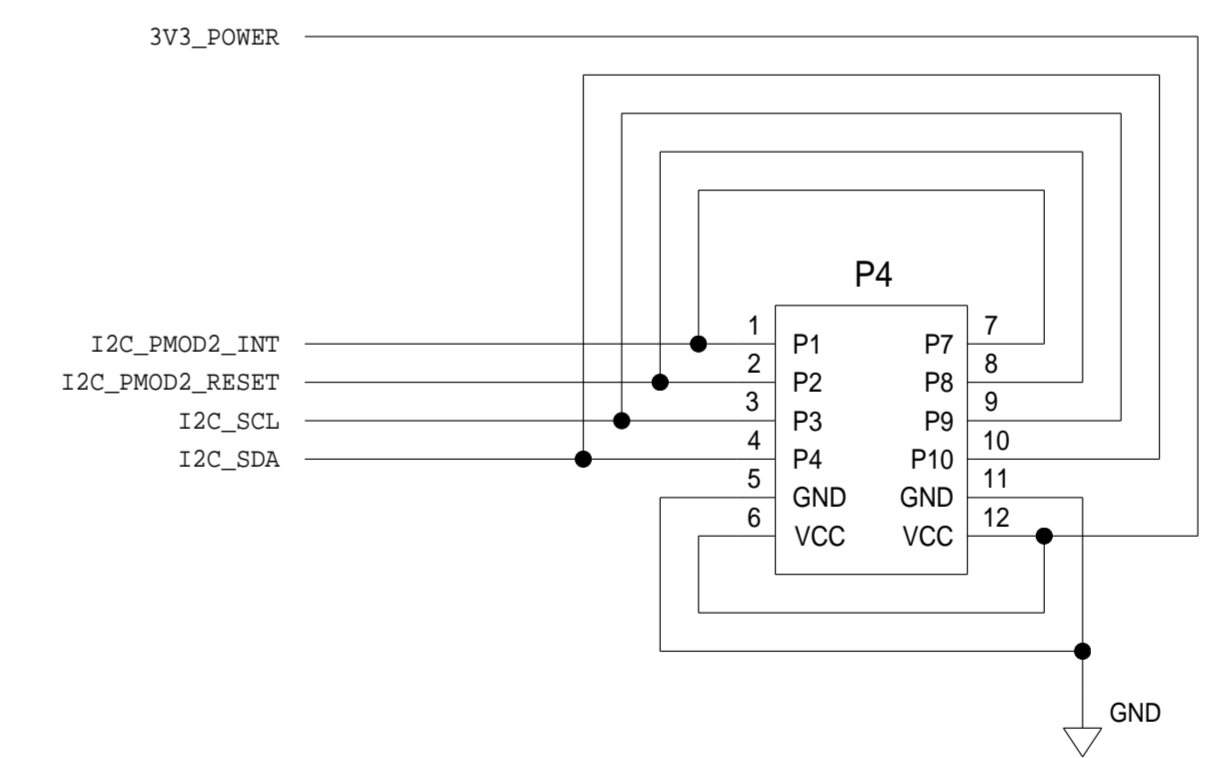 3V3_POWER
P4
I2C_PMOD2_INT
1
P1
P7
7
I2C_PMOD2_RESET
2
P2
P8
8
I2C_SCL
3
P3
P9
9
I2C_SDA
4
P4
P10
10
5
GND
GND
11
6
VCC
VCC
12
GND